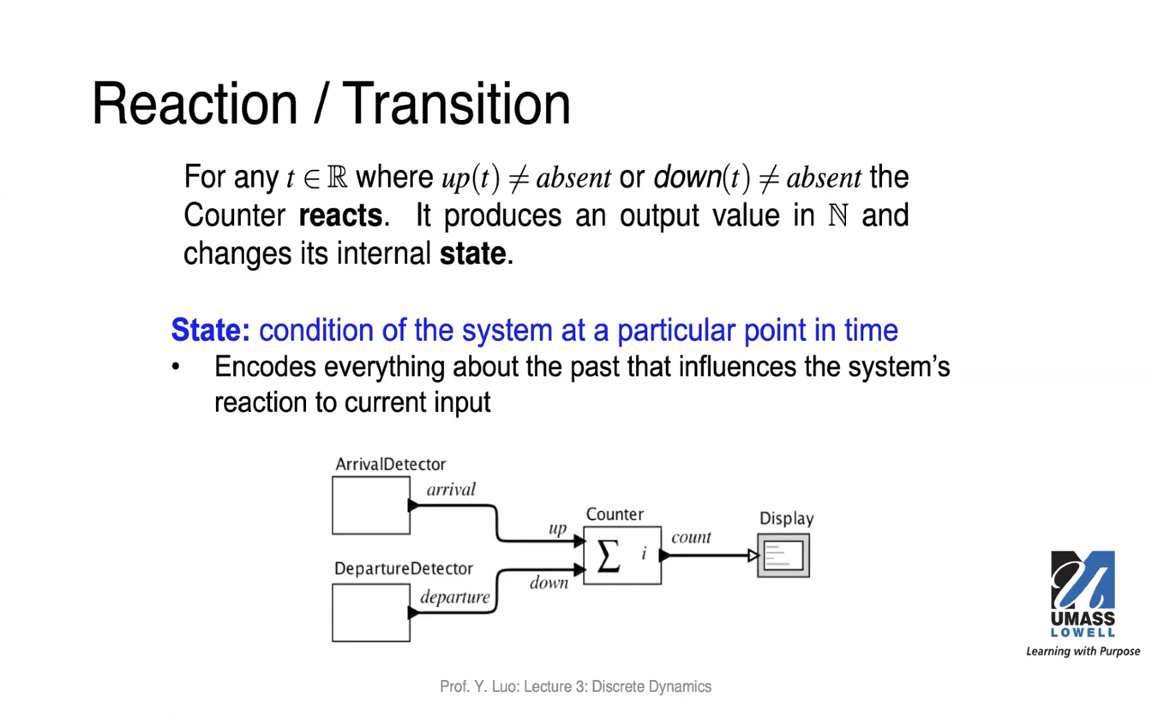 Reaction / Transition
For any t ∈ ℝ where up(t) ≠ absent or down(t) ≠ absent the
Counter reacts. It produces an output value in ℕ and
changes its internal state.
State: condition of the system at a particular point in time
• Encodes everything about the past that influences the system's
reaction to current input
ArrivalDetector
arrival
Counter
up
Σ i
count
Display
DepartureDetector
departure
down
UMASS
LOWELL
Learning with Purpose
Prof. Y. Luo: Lecture 3: Discrete Dynamics